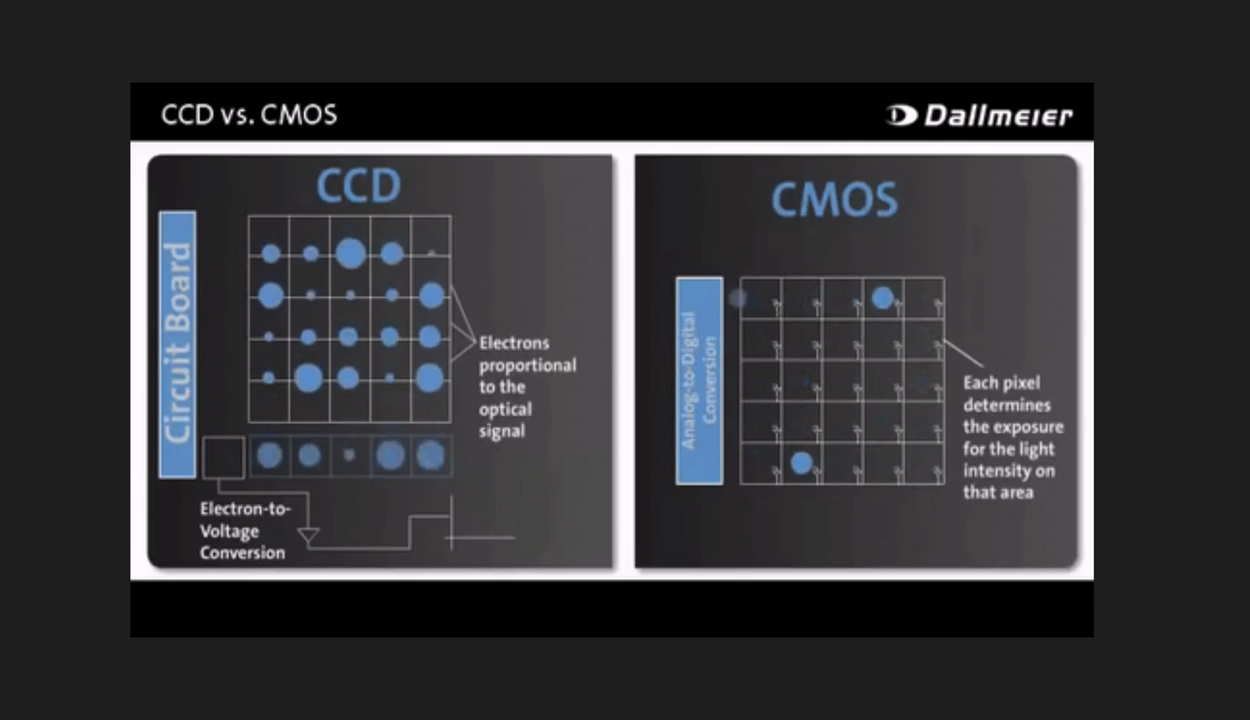 CCD vs. CMOS
Dallmeier
CCD
Circuit Board
Electrons
proportional
to the
optical
signal
Electron-to-
Voltage
Conversion
CMOS
Analog-to-Digital
Conversion
Each pixel
determines
the exposure
for the light
intensity on
that area